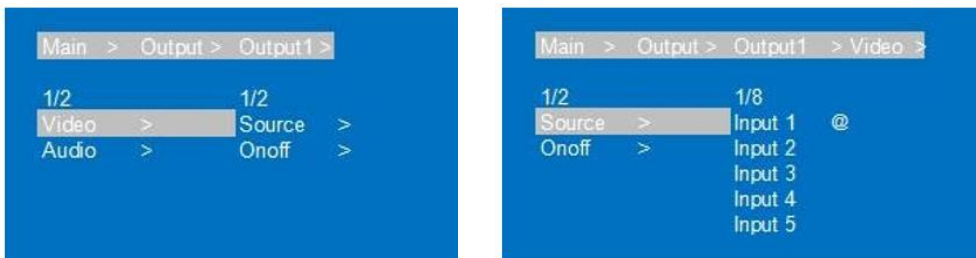 Main > Output > Output1 >
1/2 1/2
Video > Source >
Audio > Onoff >
Main > Output > Output1 > Video >
1/2 1/8
Source > Input 1 @
Onoff > Input 2
Input 3
Input 4
Input 5